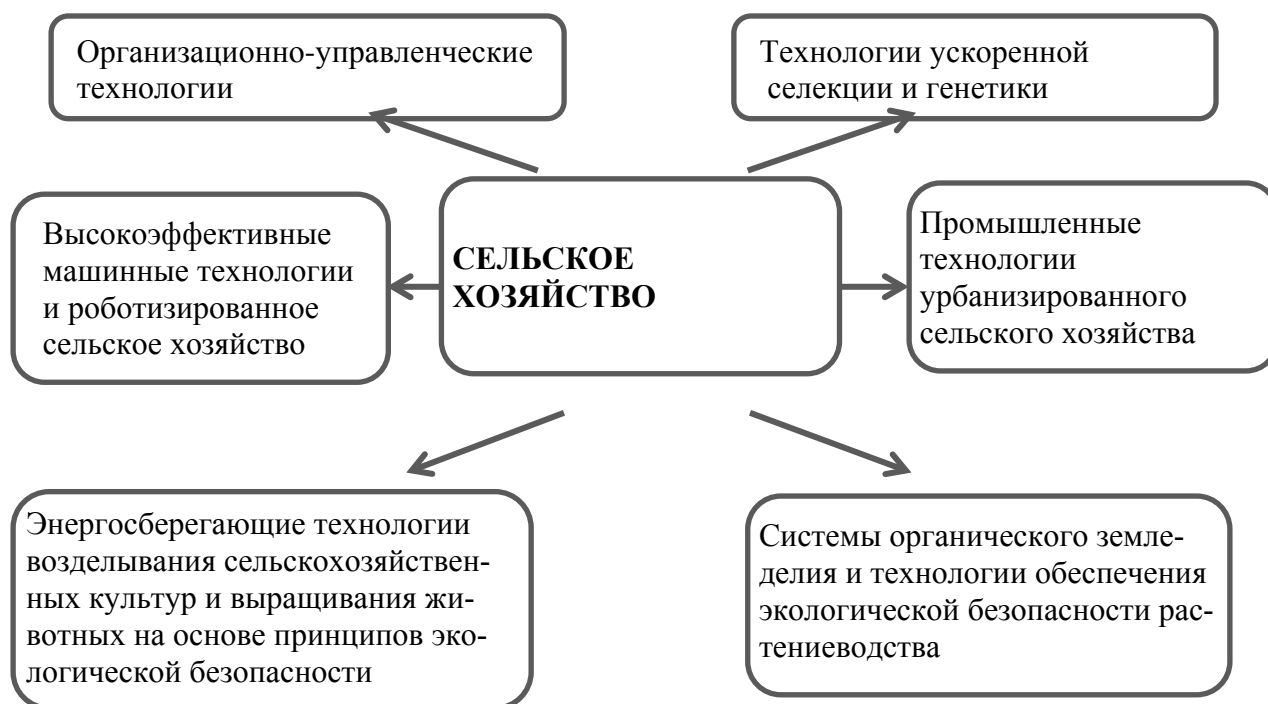 Организационно-управленческие
технологии
Технологии ускоренной
селекции и генетики
Высокоэффективные
машинные технологии
и роботизированное
сельское хозяйство
СЕЛЬСКОЕ
ХОЗЯЙСТВО
Промышленные
технологии
урбанизированного
сельского хозяйства
Энергосберегающие технологии
возделывания сельскохозяйствен-
ных культур и выращивания жи-
вотных на основе принципов эко-
логической безопасности
Системы органического земле-
делия и технологии обеспечения
экологической безопасности рас-
тениеводства